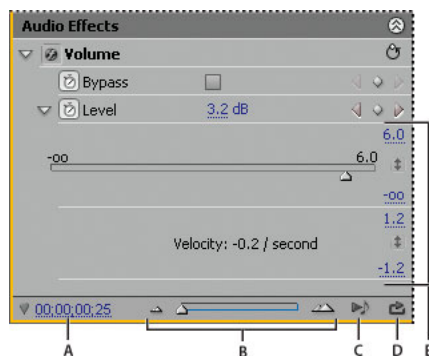 Audio Effects
Volume
Bypass
Level 3.2 dB
6.0
-oo 6.0
-oo
1.2
Velocity: -0.2 / second
-1.2
00;00;00;25
A B C D E